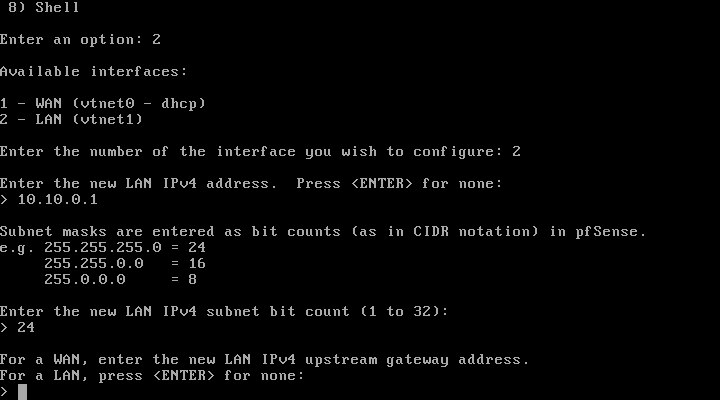 8) Shell
Enter an option: 2
Available interfaces:
1 - WAN (vtnet0 - dhcp)
2 - LAN (vtnet1)
Enter the number of the interface you wish to configure: 2
Enter the new LAN IPv4 address.  Press <ENTER> for none:
> 10.10.0.1
Subnet masks are entered as bit counts (as in CIDR notation) in pfSense.
e.g. 255.255.255.0 = 24
     255.255.0.0   = 16
     255.0.0.0     = 8
Enter the new LAN IPv4 subnet bit count (1 to 32):
> 24
For a WAN, enter the new LAN IPv4 upstream gateway address.
For a LAN, press <ENTER> for none:
>